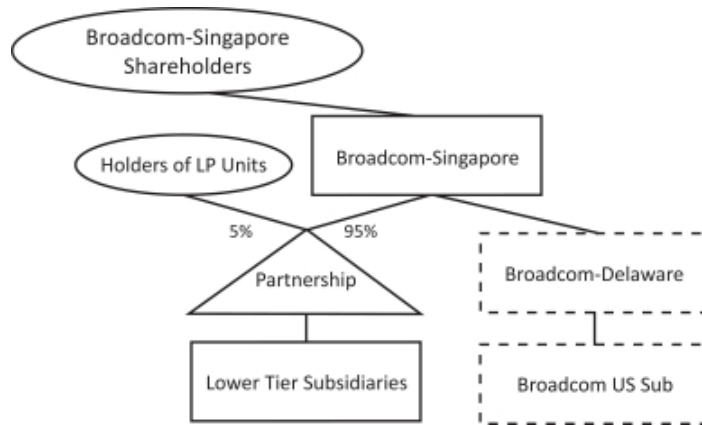 Broadcom-Singapore
Shareholders
Broadcom-Singapore
Holders of LP Units
5%
95%
Partnership
Broadcom-Delaware
Lower Tier Subsidiaries
Broadcom US Sub